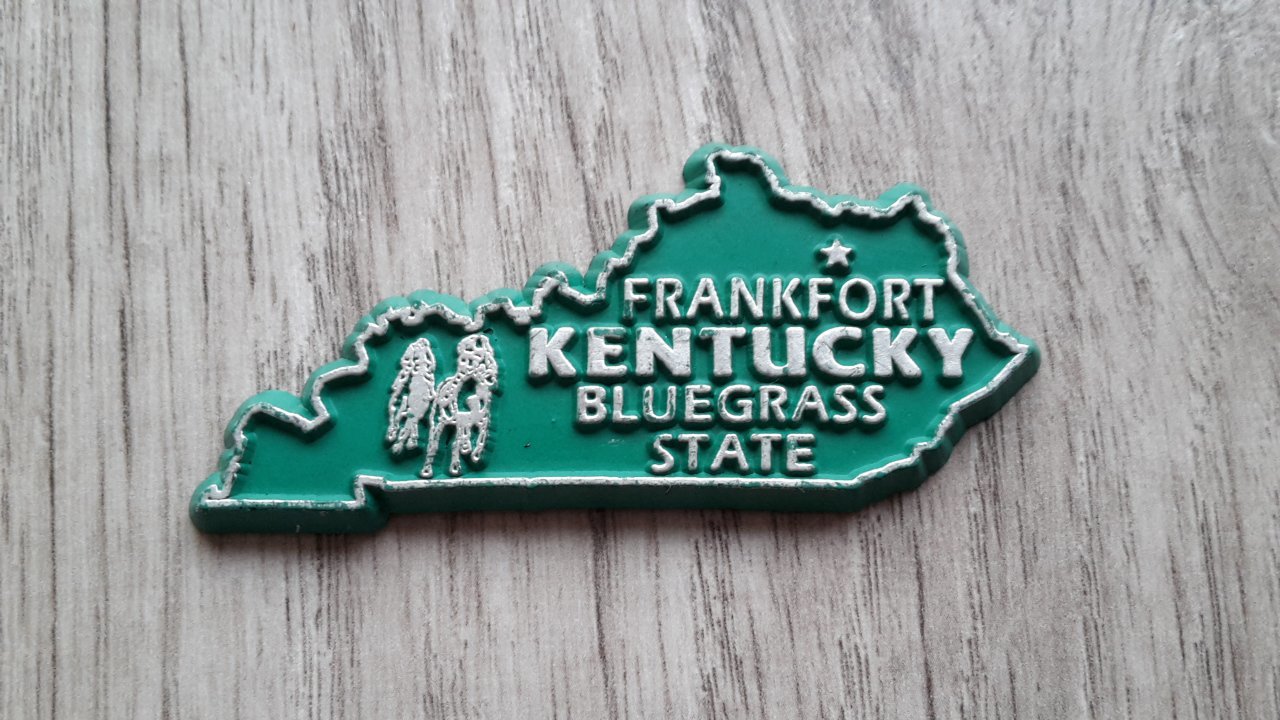 FRANKFORT
KENTUCKY
BLUEGRASS
STATE